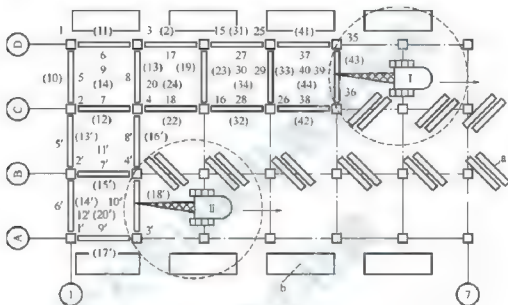 1 (11) 3 (2) 15 (31) 25 (41) 35
D
6 17 27 37
(10) 5 9 8 (13) (19) (23) 30 29 (33) 40 39 (43) I
(14) 20 (24) (34) (44) 36
2 7 4 18 16 28 26 38
C
(12) (22) (32) (42)
5' (13') 8' (16')
11'
2' 7' 4'
B
(15') a
(18') II
6' (14') 10'
12' (20')
1' 9' 3'
A
(17') b
1 7